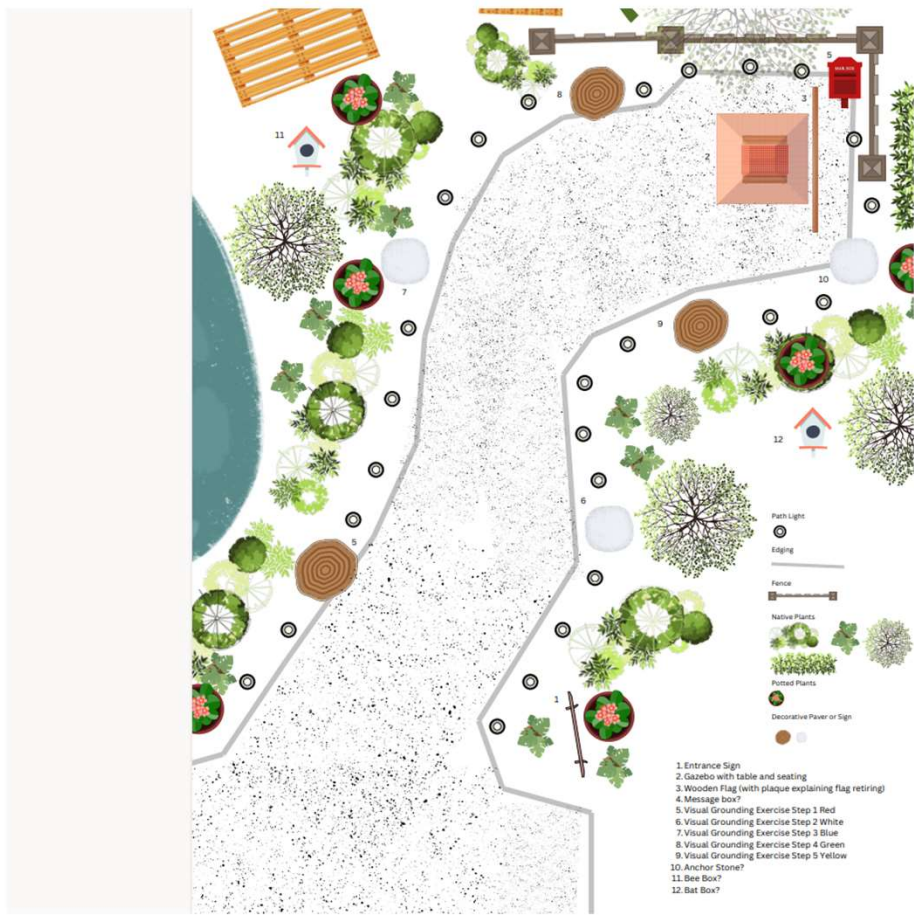 5
8
3
11
2
7
10
9
12
6
5
1
Path Light
Edging
Fence
Native Plants
Potted Plants
Decorative Paver or Sign
1. Entrance Sign
2. Gazebo with table and seating
3. Wooden Flag (with plaque explaining flag retiring)
4. Message box?
5. Visual Grounding Exercise Step 1 Red
6. Visual Grounding Exercise Step 2 White
7. Visual Grounding Exercise Step 3 Blue
8. Visual Grounding Exercise Step 4 Green
9. Visual Grounding Exercise Step 5 Yellow
10. Anchor Stone?
11. Bee Box?
12. Bat Box?